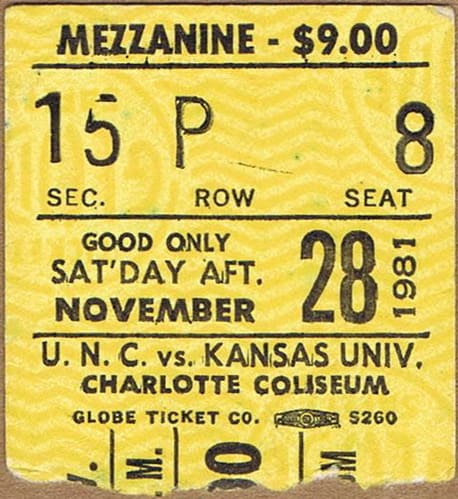 MEZZANINE - $9.00
15 P 8
SEC. ROW SEAT
GOOD ONLY
SAT'DAY AFT.
NOVEMBER 28 1981
U. N. C. vs. KANSAS UNIV.
CHARLOTTE COLISEUM
GLOBE TICKET CO. 5260